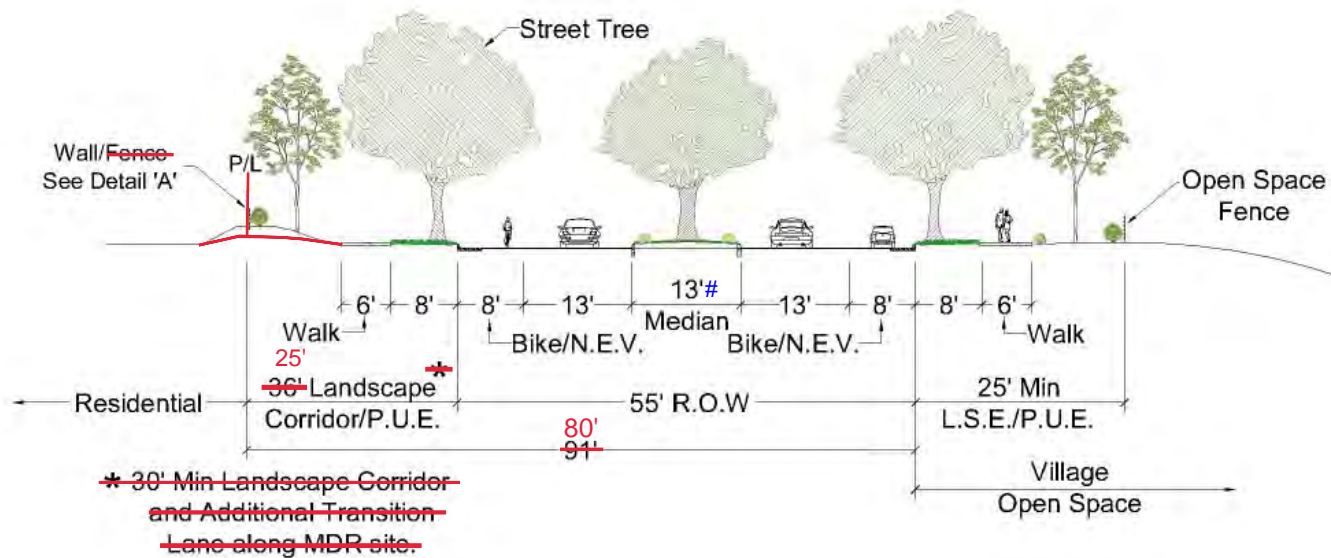 Street Tree
Wall/Fence
See Detail 'A'
P/L
Open Space
Fence
6' 8' 8' 13' 13'# 13' 8' 8' 6'
Median
Walk
Bike/N.E.V.
Bike/N.E.V.
Walk
25'
36' Landscape *
Corridor/P.U.E.
Residential
55' R.O.W
25' Min
L.S.E./P.U.E.
80'
91'
* 30' Min Landscape Corridor
and Additional Transition
Lane along MDR site.
Village
Open Space